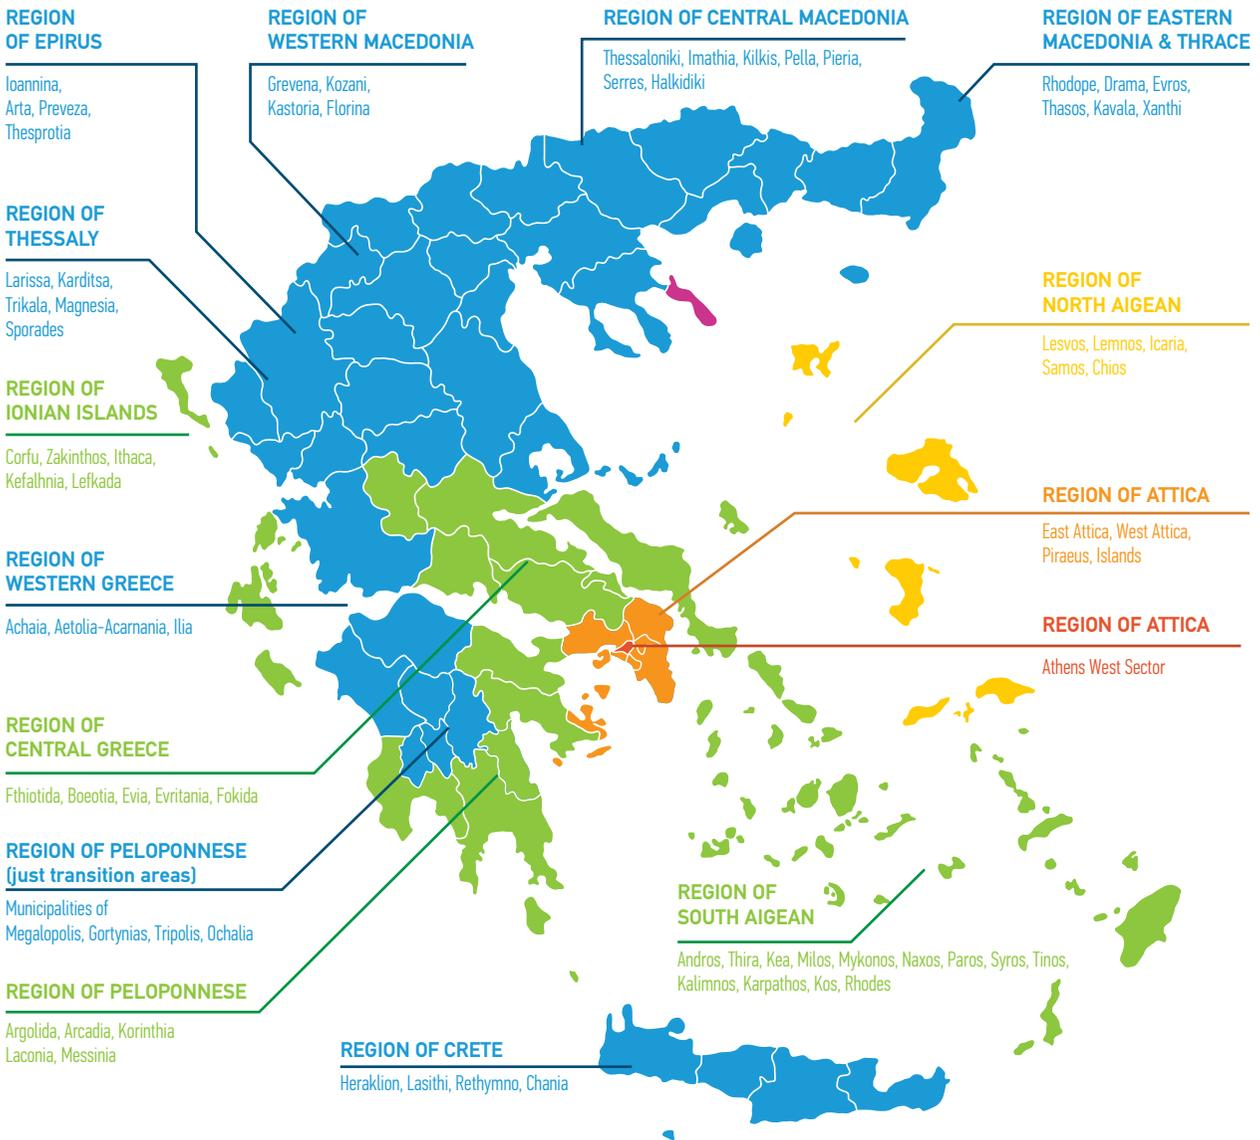 REGION
OF EPIRUS
Ioannina,
Arta, Preveza,
Thesprotia
REGION OF
WESTERN MACEDONIA
Grevena, Kozani,
Kastoria, Florina
REGION OF CENTRAL MACEDONIA
Thessaloniki, Imathia, Kilkis, Pella, Pieria,
Serres, Halkidiki
REGION OF EASTERN
MACEDONIA & THRACE
Rhodope, Drama, Evros,
Thasos, Kavala, Xanthi
REGION OF
THESSALY
Larissa, Karditsa,
Trikala, Magnesia,
Sporades
REGION OF
NORTH AIGEAN
Lesvos, Lemnos, Icaria,
Samos, Chios
REGION OF
IONIAN ISLANDS
Corfu, Zakinthos, Ithaca,
Kefalhnia, Lefkada
REGION OF ATTICA
East Attica, West Attica,
Piraeus, Islands
REGION OF
WESTERN GREECE
Achaia, Aetolia-Acarnania, Ilia
REGION OF ATTICA
Athens West Sector
REGION OF
CENTRAL GREECE
Fthiotida, Boeotia, Evia, Evritania, Fokida
REGION OF PELOPONNESE
(just transition areas)
Municipalities of
Megalopolis, Gortynias, Tripolis, Ochalia
REGION OF
SOUTH AIGEAN
Andros, Thira, Kea, Milos, Mykonos, Naxos, Paros, Syros, Tinos,
Kalimnos, Karpathos, Kos, Rhodes
REGION OF PELOPONNESE
Argolida, Arcadia, Korinthia
Laconia, Messinia
REGION OF CRETE
Heraklion, Lasithi, Rethymno, Chania